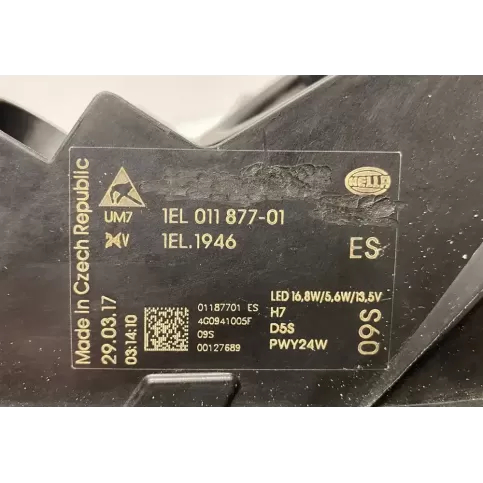 HELLA
UM7
1EL 011 877-01
24V
1EL.1946
ES
Made in Czech Republic
29.03.17
03:14:10
01187701 ES
4G0941005F
09S
00127689
LED 16,8W/5,6W/13,5V
H7
D5S
PWY24W
09S